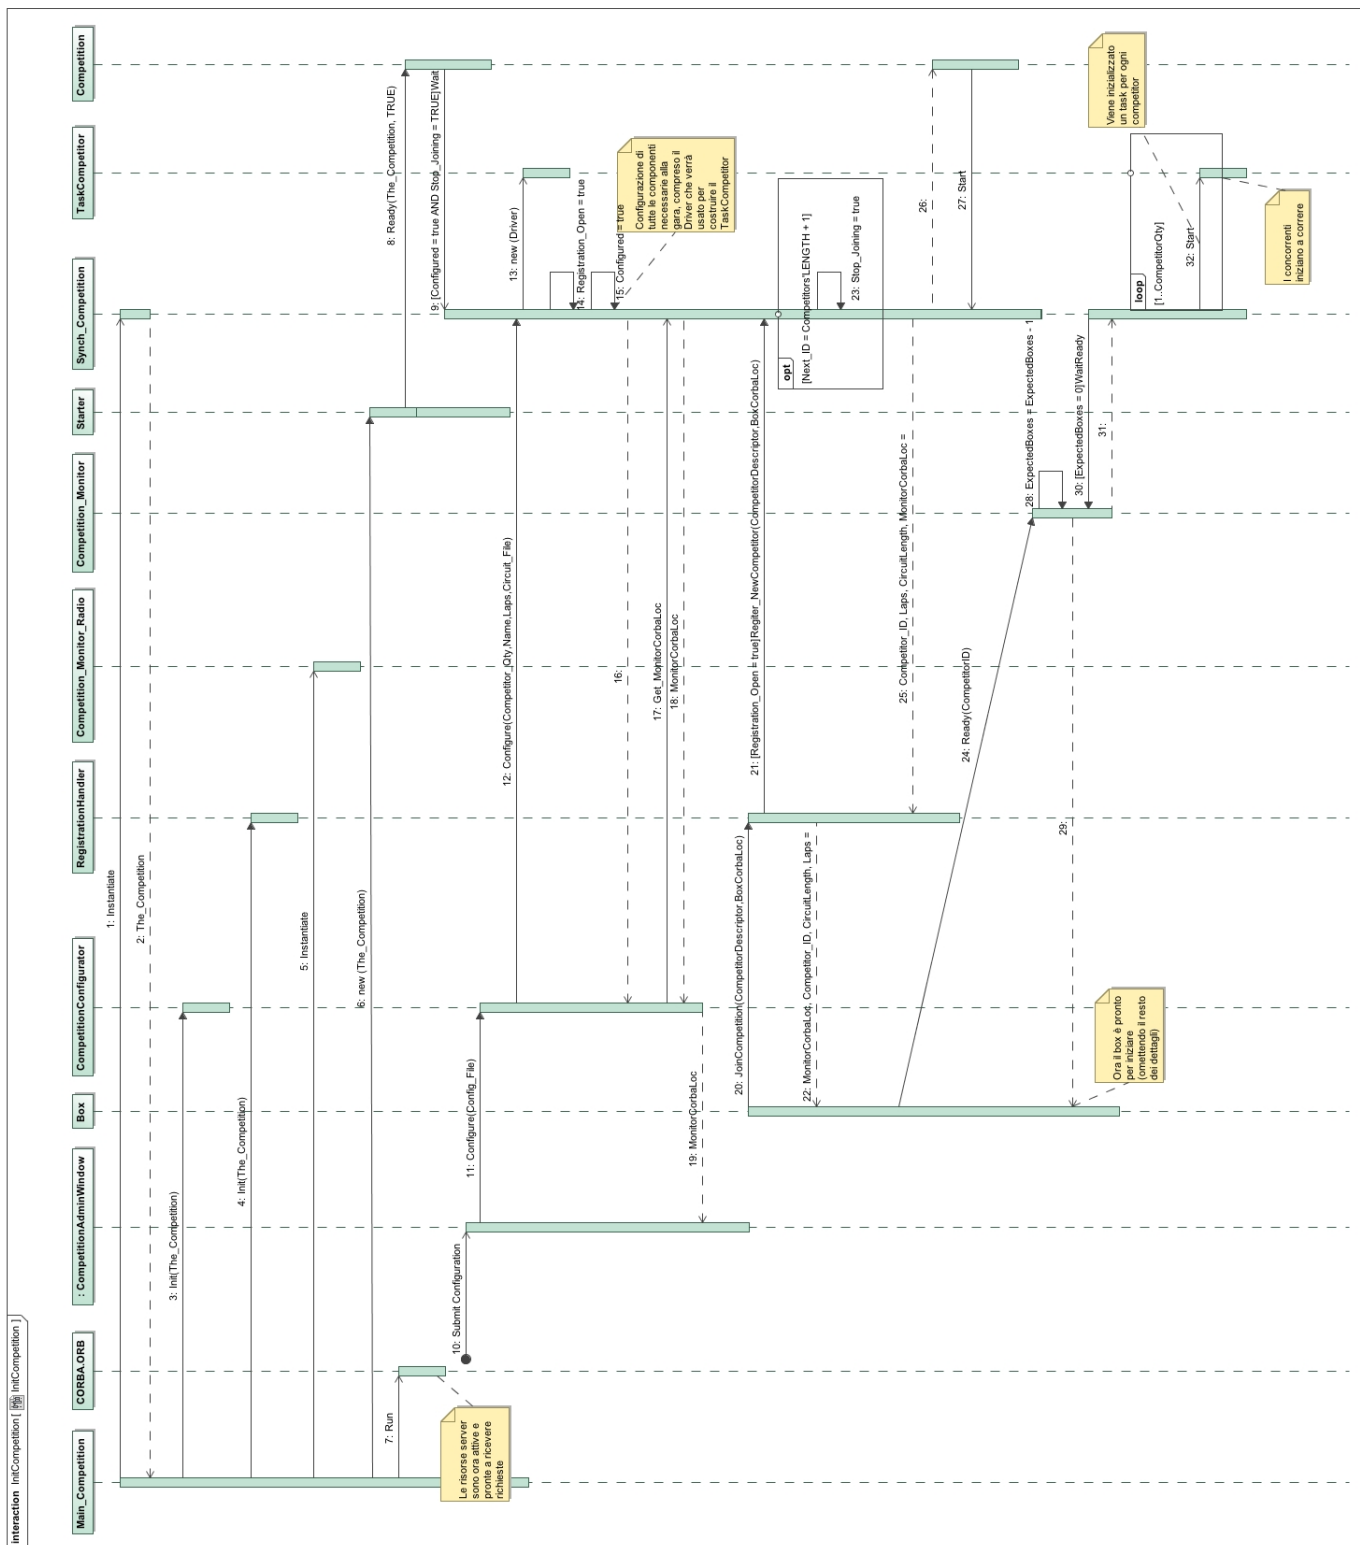 interaction InitCompetition [ InitCompetition ]
Main_Competition
CORBA.ORB
: CompetitionAdminWindow
Box
CompetitionConfigurator
RegistrationHandler
Competition_Monitor_Radio
Competition_Monitor
Starter
Synch_Competition
TaskCompetitor
Competition
1: Instantiate
2: The_Competition
3: Init(The_Competition)
4: Init(The_Competition)
5: Instantiate
6: new (The_Competition)
7: Run
Le risorse server
sono ora attive e
pronte a ricevere
richieste
8: Ready(The_Competition, TRUE)
9: [Configured = true AND Stop_Joining = TRUE]Wait
10: Submit Configuration
11: Configure(Config_File)
12: Configure(Competitor_Qty,Name,Laps,Circuit_File)
13: new (Driver)
14: Registration_Open = true
15: Configured = true
Configurazione di
tutte le componenti
necessarie alla
gara, compreso il
Driver che verrà
usato per
costruire il
TaskCompetitor
16:
17: Get_MonitorCorbaLoc
18: MonitorCorbaLoc
19: MonitorCorbaLoc
20: JoinCompetition(CompetitorDescriptor,BoxCorbaLoc)
21: [Registration_Open = true]Regiter_NewCompetitor(CompetitorDescriptor,BoxCorbaLoc)
22: MonitorCorbaLoc, Competitor_ID, CircuitLength, Laps =
opt
[Next_ID = Competitors'LENGTH + 1]
23: Stop_Joining = true
24: Ready(CompetitorID)
25: Competitor_ID, Laps, CircuitLength, MonitorCorbaLoc =
26:
27: Start
28: ExpectedBoxes = ExpectedBoxes - 1
29:
Ora il box è pronto
per iniziare
(omettendo il resto
dei dettagli)
30: [ExpectedBoxes = 0]WaitReady
31:
Viene inizializzato
un task per ogni
competitor
loop
[1..CompetitorQty]
32: Start
I concorrenti
iniziano a correre